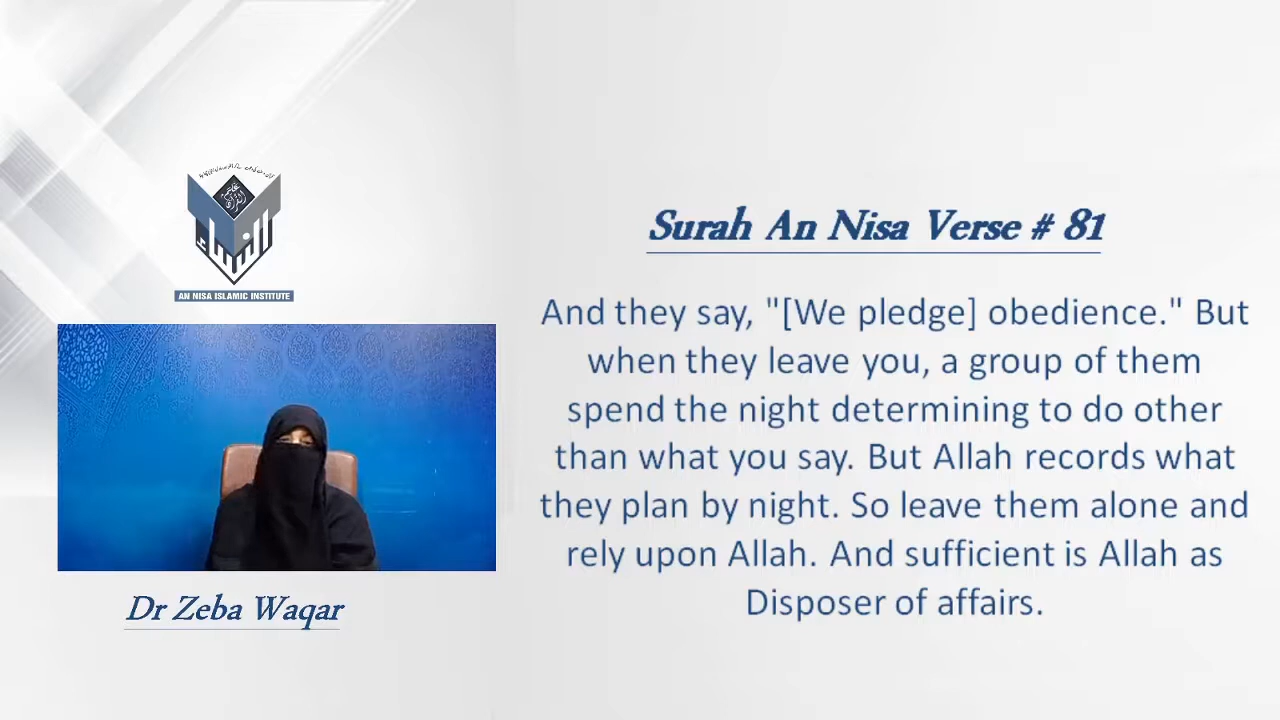 النساء
AN NISA ISLAMIC INSTITUTE
Dr Zeba Waqar
Surah An Nisa Verse # 81
And they say, "[We pledge] obedience." But
when they leave you, a group of them
spend the night determining to do other
than what you say. But Allah records what
they plan by night. So leave them alone and
rely upon Allah. And sufficient is Allah as
Disposer of affairs.